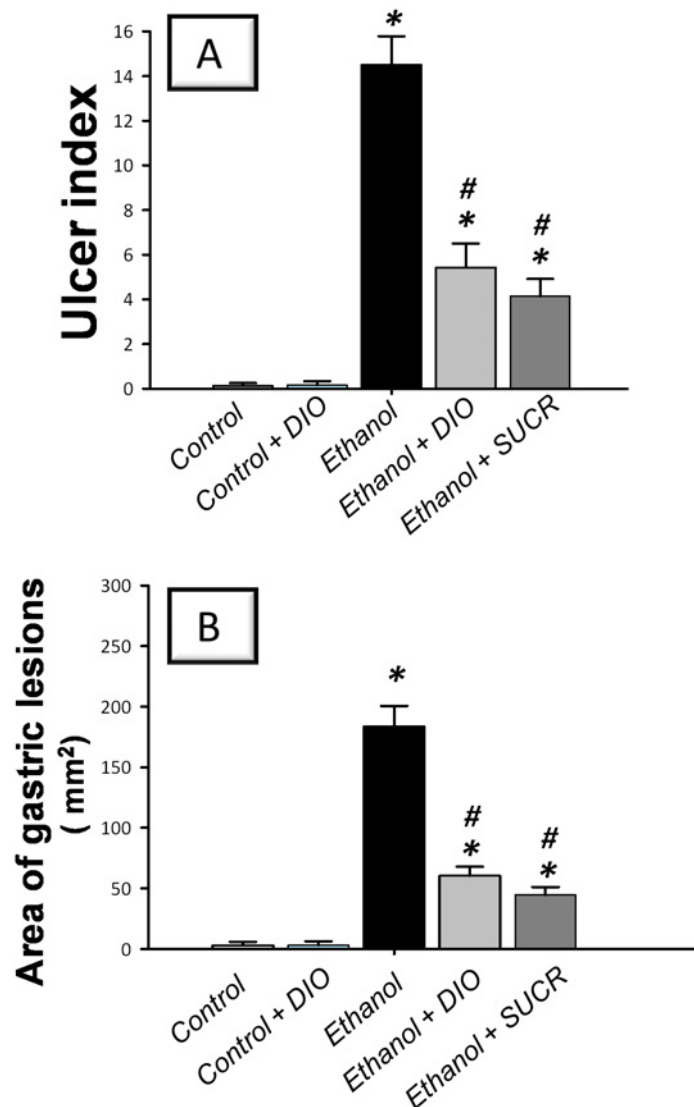 A
Ulcer index
16
14
12
10
8
6
4
2
0
*
#
*
#
*
Control
Control + DIO
Ethanol
Ethanol + DIO
Ethanol + SUCR
B
Area of gastric lesions
( mm²)
300
250
200
150
100
50
0
*
#
*
#
*
Control
Control + DIO
Ethanol
Ethanol + DIO
Ethanol + SUCR